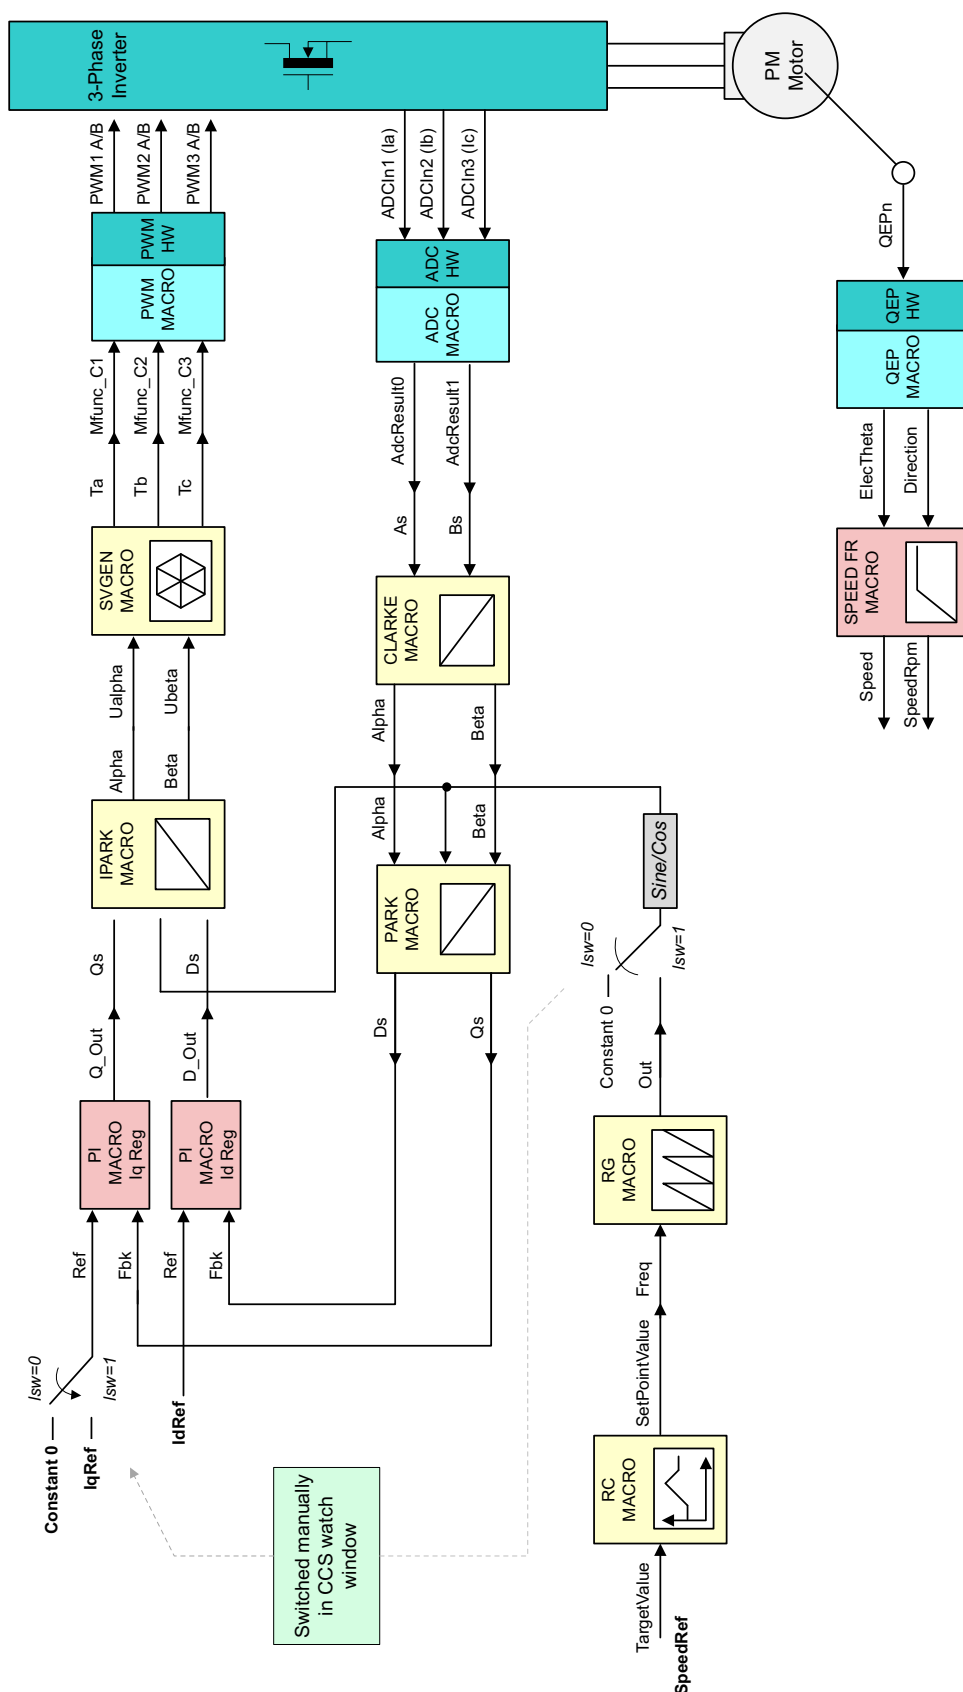 Constant 0
IqRef
Isw=0
Isw=1
Ref
Fbk
PI
MACRO
Iq Reg
Q_Out
Qs
IdRef
Ref
Fbk
PI
MACRO
Id Reg
D_Out
Ds
IPARK
MACRO
Alpha
Beta
Ualpha
Ubeta
SVGEN
MACRO
Ta
Tb
Tc
Mfunc_C1
Mfunc_C2
Mfunc_C3
PWM
MACRO
PWM
HW
PWM1 A/B
PWM2 A/B
PWM3 A/B
3-Phase
Inverter
Switched manually
in CCS watch
window
Ds
Qs
PARK
MACRO
Alpha
Beta
Alpha
Beta
CLARKE
MACRO
As
Bs
AdcResult0
AdcResult1
ADC
MACRO
ADC
HW
ADCIn1 (Ia)
ADCIn2 (Ib)
ADCIn3 (Ic)
TargetValue
SpeedRef
RC
MACRO
SetPointValue
Freq
RG
MACRO
Out
Constant 0
Isw=0
Isw=1
Sine/Cos
Speed
SpeedRpm
SPEED FR
MACRO
ElecTheta
Direction
QEP
MACRO
QEP
HW
QEPn
PM
Motor